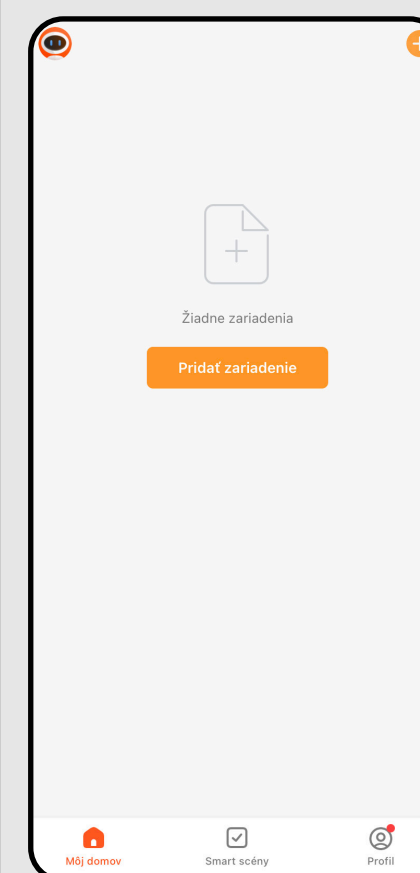 Žiadne zariadenia
Pridať zariadenie
Môj domov
Smart scény
Profil